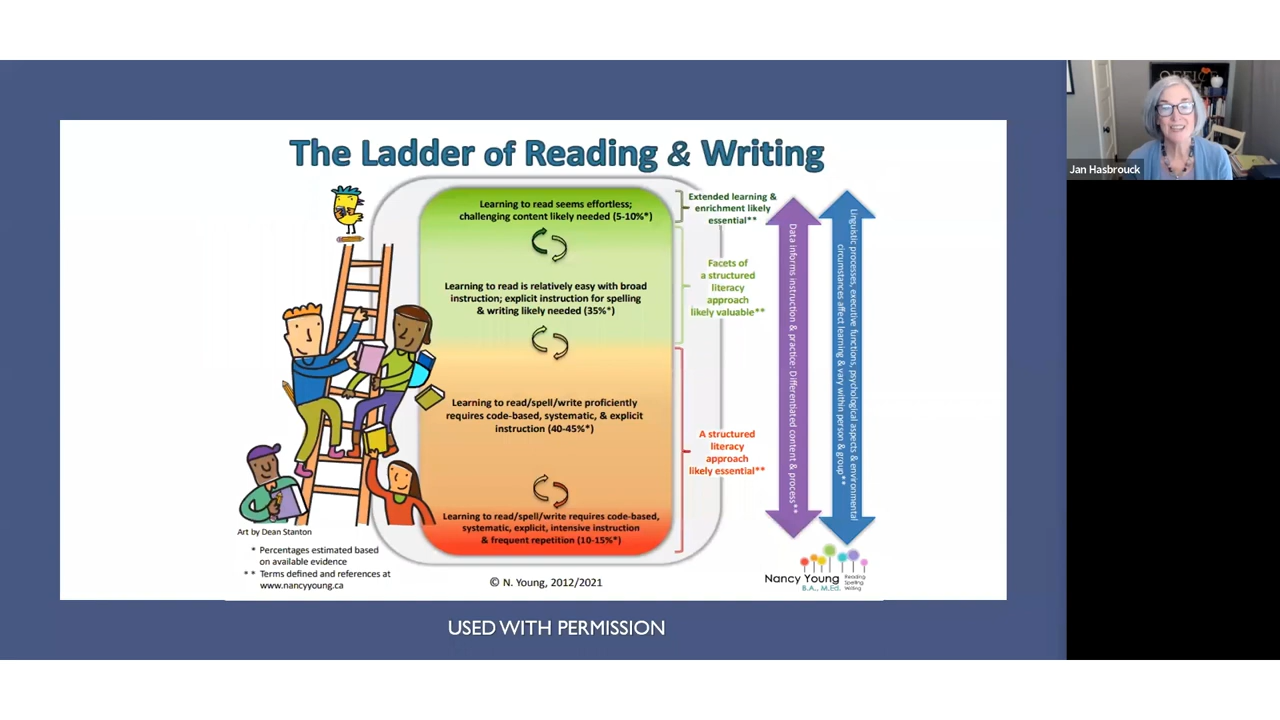 The Ladder of Reading & Writing
Learning to read seems effortless;
challenging content likely needed (5-10%*)
Learning to read is relatively easy with broad
instruction; explicit instruction for spelling
& writing likely needed (35%*)
Learning to read/spell/write proficiently
requires code-based, systematic, & explicit
instruction (40-45%*)
Learning to read/spell/write requires code-based,
systematic, explicit, intensive instruction
& frequent repetition (10-15%*)
Extended learning &
enrichment likely
essential**
Facets of
a structured
literacy
approach
likely valuable**
A structured
literacy
approach
likely essential**
Data informs instruction & practice: Differentiated content & process**
Linguistic processes, executive functions, psychological aspects & environmental
circumstances affect learning & vary within person & group**
Art by Dean Stanton
* Percentages estimated based
on available evidence
** Terms defined and references at
www.nancyyoung.ca
© N. Young, 2012/2021
Nancy Young
B.A., M.Ed.
Reading
Spelling
Writing
USED WITH PERMISSION
OFFICE
Jan Hasbrouck